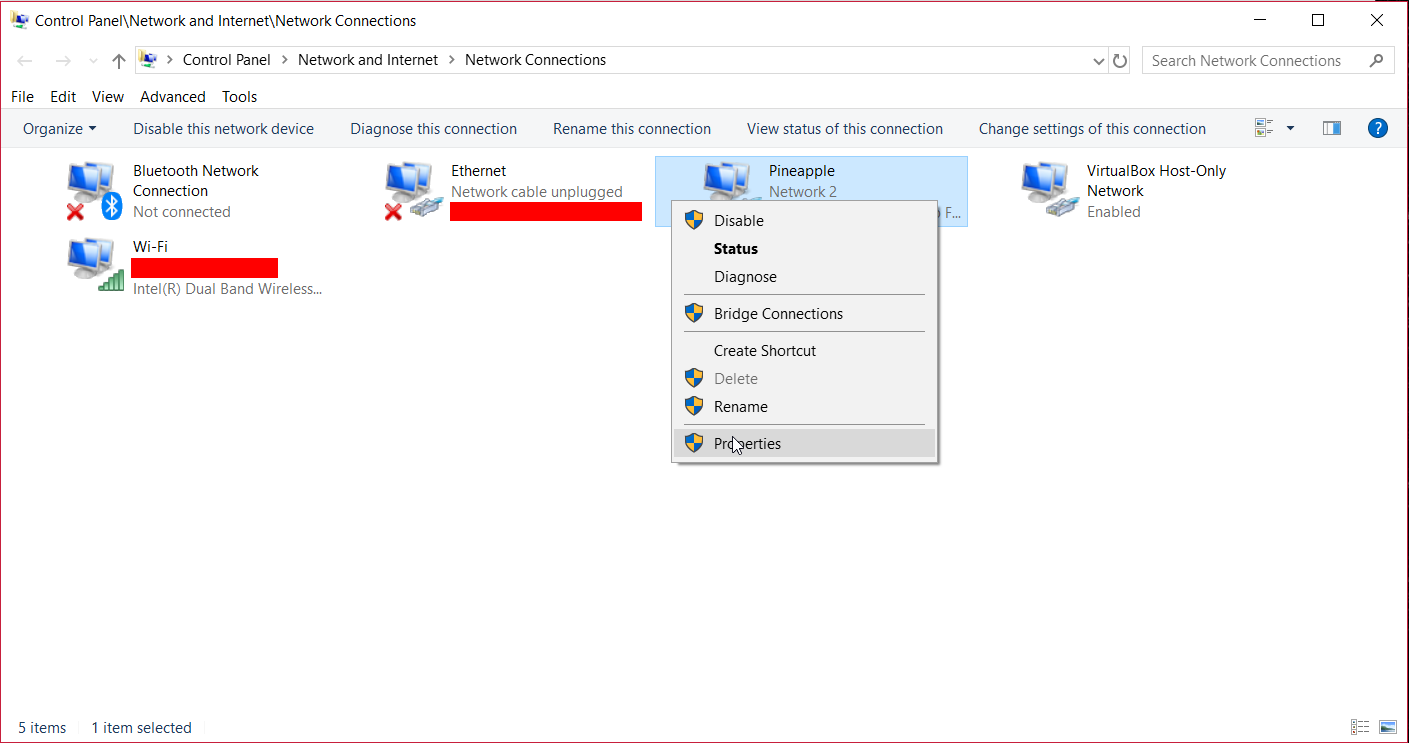 Control Panel\Network and Internet\Network Connections
Control Panel > Network and Internet > Network Connections
Search Network Connections
File Edit View Advanced Tools
Organize Disable this network device Diagnose this connection Rename this connection View status of this connection Change settings of this connection
Bluetooth Network
Connection
Not connected
Ethernet
Network cable unplugged
Pineapple
Network 2
F...
VirtualBox Host-Only
Network
Enabled
Wi-Fi
Intel(R) Dual Band Wireless...
Disable
Status
Diagnose
Bridge Connections
Create Shortcut
Delete
Rename
Properties
5 items 1 item selected